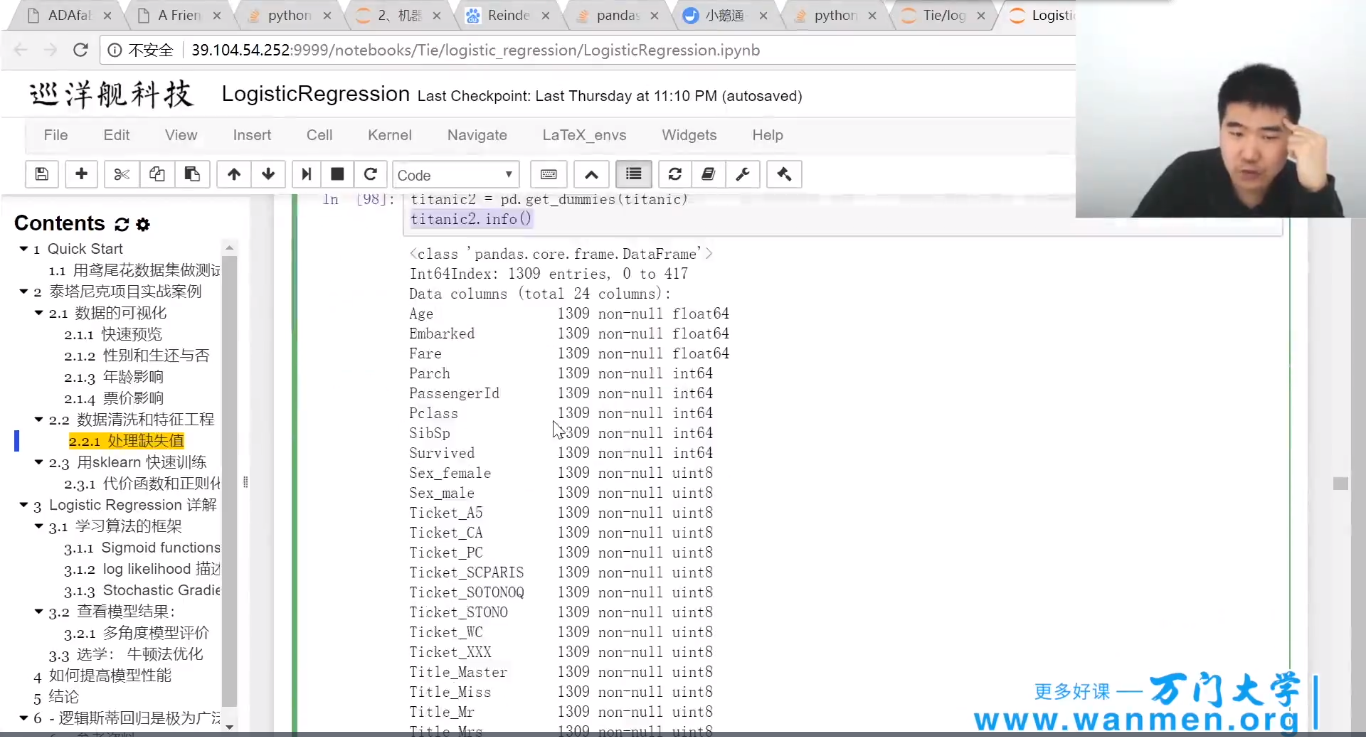 ADAfal
A Frien
python
2、机器
Reinde
pandas
小鹅通
python
Tie/log
Logisti
不安全
39.104.54.252:9999/notebooks/Tie/logistic_regression/LogisticRegression.ipynb
巡洋舰科技
LogisticRegression Last Checkpoint: Last Thursday at 11:10 PM (autosaved)
File Edit View Insert Cell Kernel Navigate LaTeX_envs Widgets Help
Code
Contents
1 Quick Start
1.1 用鸢尾花数据集做测试
2 泰塔尼克项目实战案例
2.1 数据的可视化
2.1.1 快速预览
2.1.2 性别和生还与否
2.1.3 年龄影响
2.1.4 票价影响
2.2 数据清洗和特征工程
2.2.1 处理缺失值
2.3 用sklearn 快速训练
2.3.1 代价函数和正则化
3 Logistic Regression 详解
3.1 学习算法的框架
3.1.1 Sigmoid functions
3.1.2 log likelihood 描述
3.1.3 Stochastic Gradie
3.2 查看模型结果:
3.2.1 多角度模型评价
3.3 选学: 牛顿法优化
4 如何提高模型性能
5 结论
6 - 逻辑斯蒂回归是极为广泛
In [98]: titanic2 = pd.get_dummies(titanic)
titanic2.info()
<class 'pandas.core.frame.DataFrame'>
Int64Index: 1309 entries, 0 to 417
Data columns (total 24 columns):
Age 1309 non-null float64
Embarked 1309 non-null float64
Fare 1309 non-null float64
Parch 1309 non-null int64
PassengerId 1309 non-null int64
Pclass 1309 non-null int64
SibSp 1309 non-null int64
Survived 1309 non-null int64
Sex_female 1309 non-null uint8
Sex_male 1309 non-null uint8
Ticket_A5 1309 non-null uint8
Ticket_CA 1309 non-null uint8
Ticket_PC 1309 non-null uint8
Ticket_SCPARIS 1309 non-null uint8
Ticket_SOTONOQ 1309 non-null uint8
Ticket_STONO 1309 non-null uint8
Ticket_WC 1309 non-null uint8
Ticket_XXX 1309 non-null uint8
Title_Master 1309 non-null uint8
Title_Miss 1309 non-null uint8
Title_Mr 1309 non-null uint8
Title_Mrs 1309 non-null uint8
更多好课 — 万门大学
www.wanmen.org